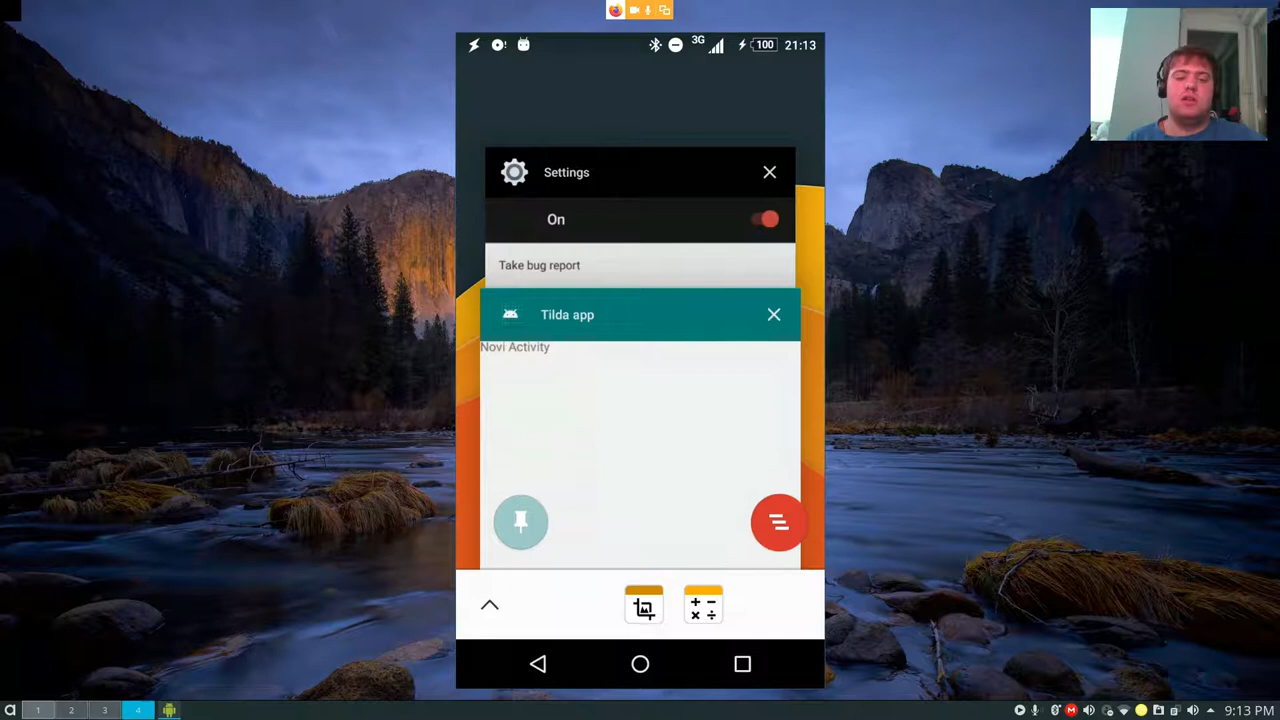 3G
100
21:13
Settings
On
Take bug report
Tilda app
Novi Activity
1
2
3
4
9:13 PM